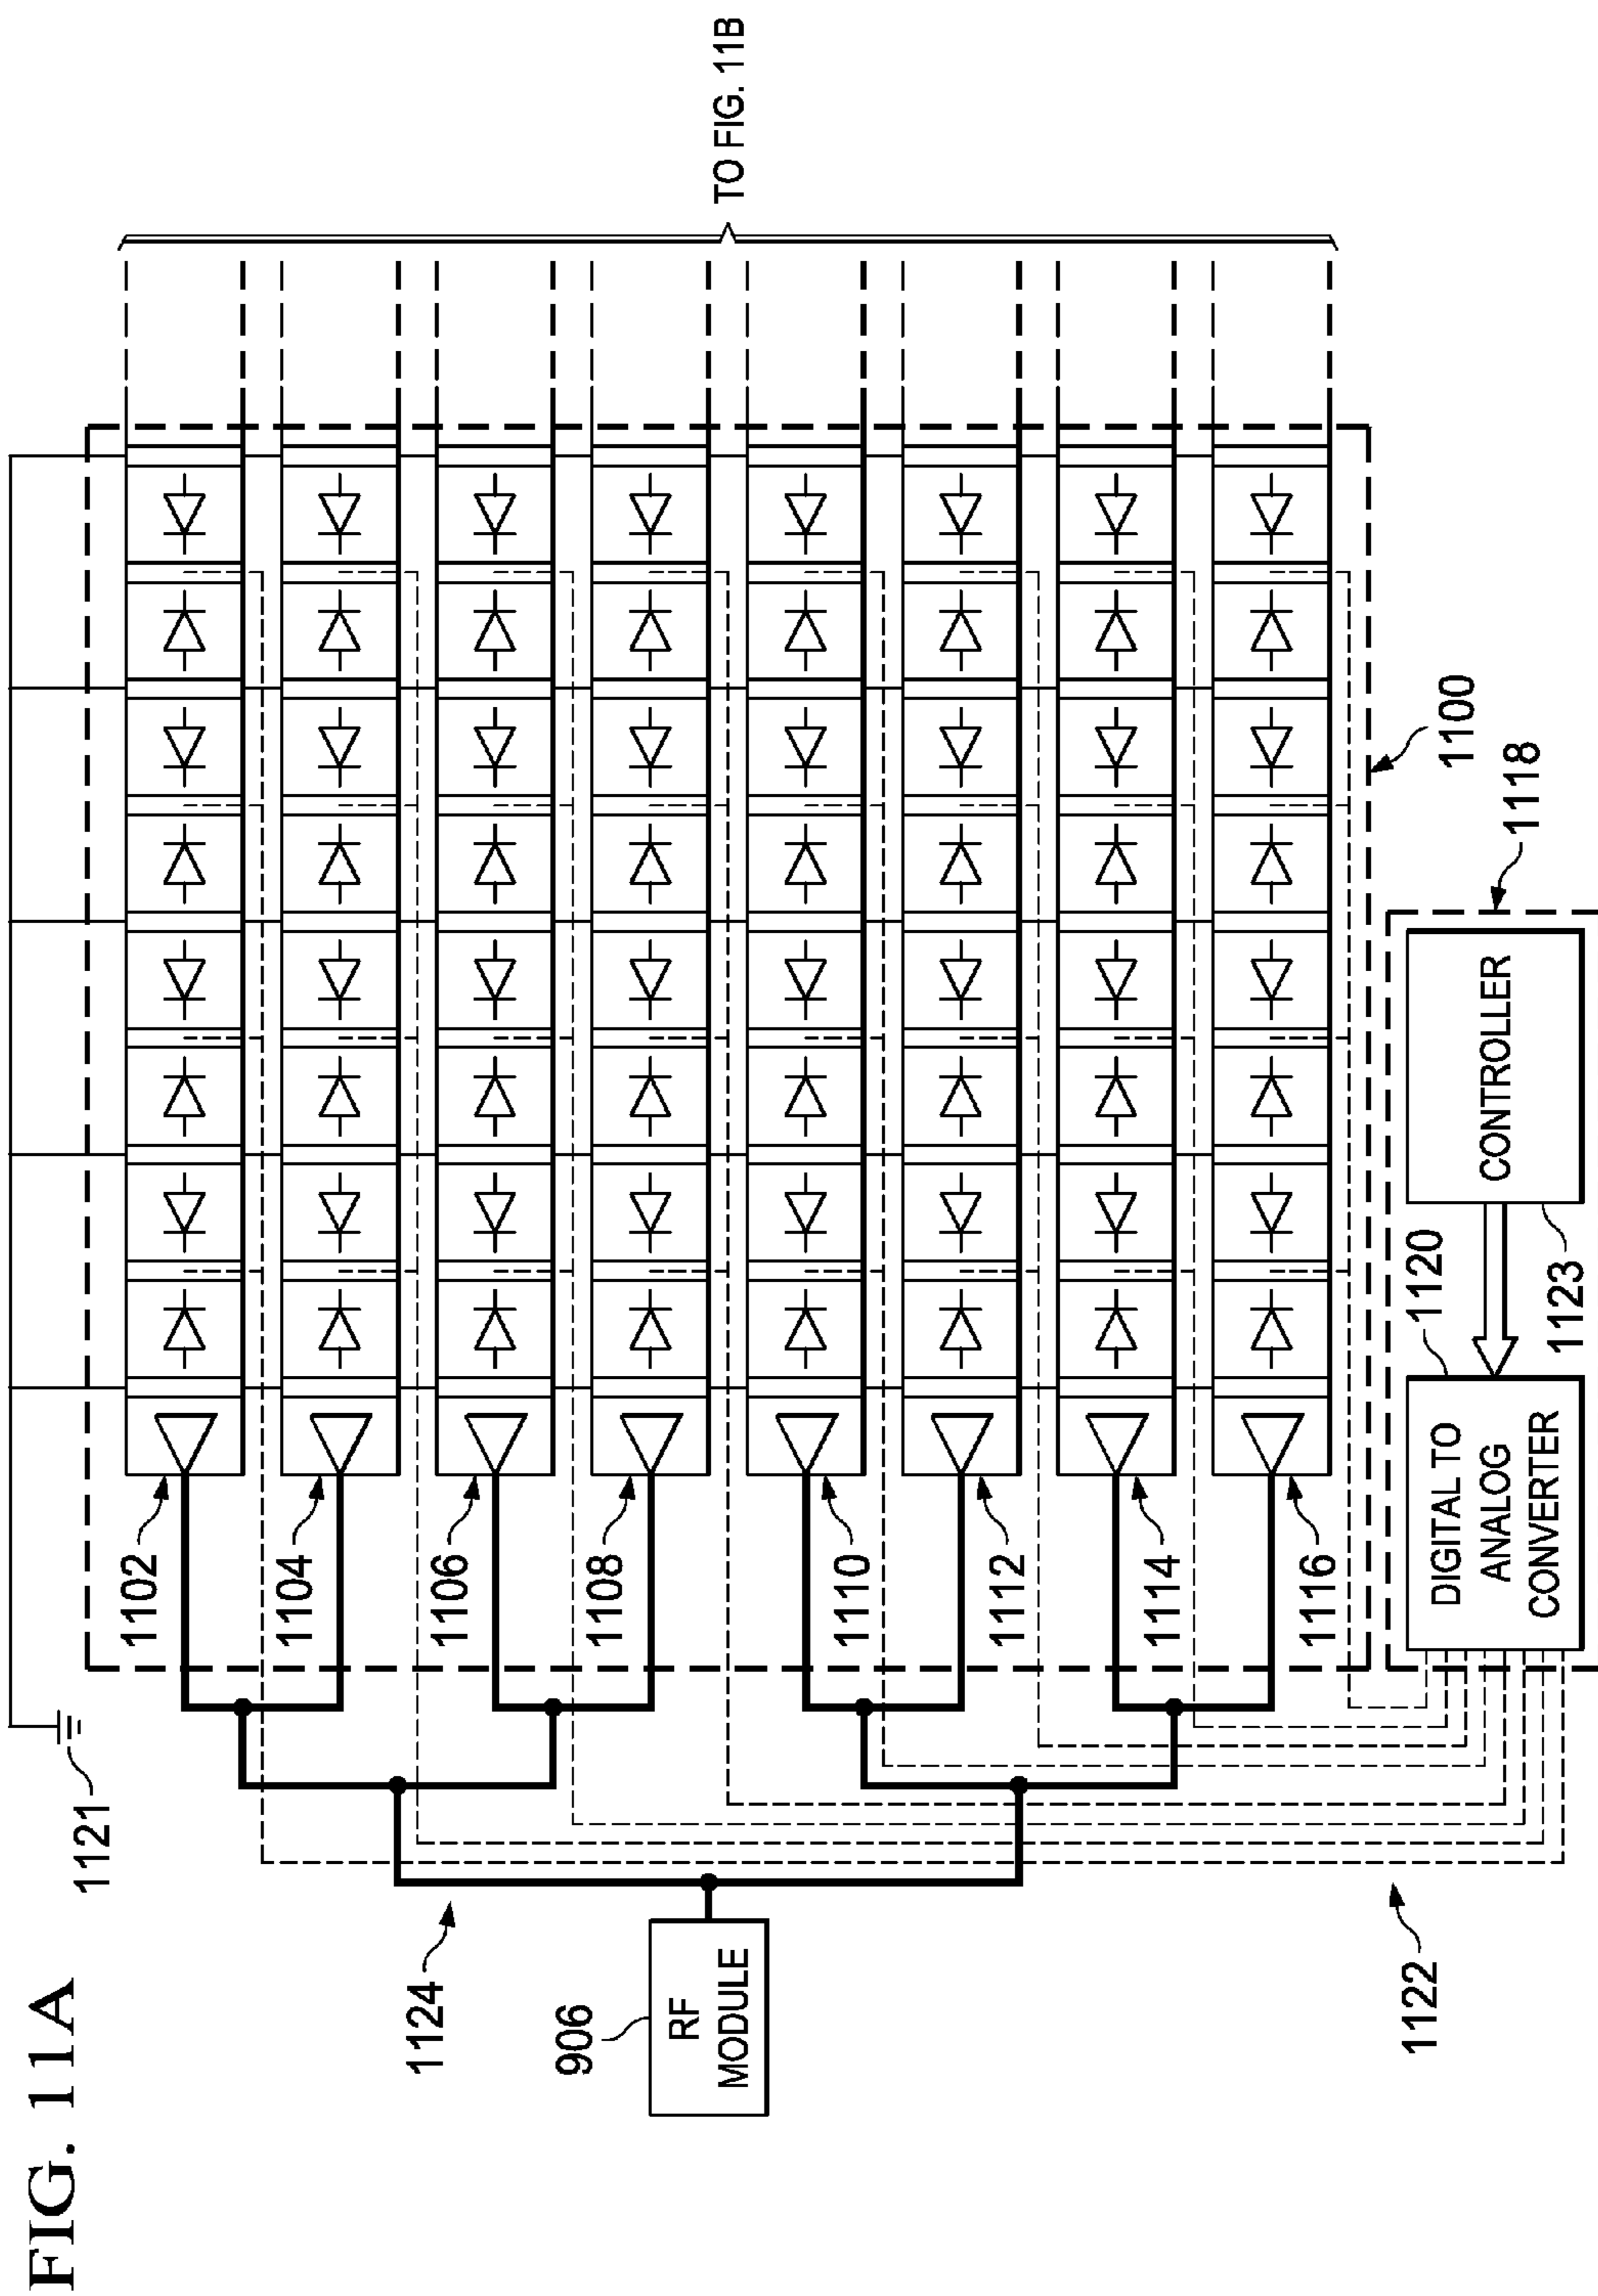 FIG. 11A
1121
1124
906
RF
MODULE
1122
1102
1104
1106
1108
1110
1112
1114
1116
DIGITAL TO
ANALOG
CONVERTER
1120
1123
CONTROLLER
1118
1100
TO FIG. 11B